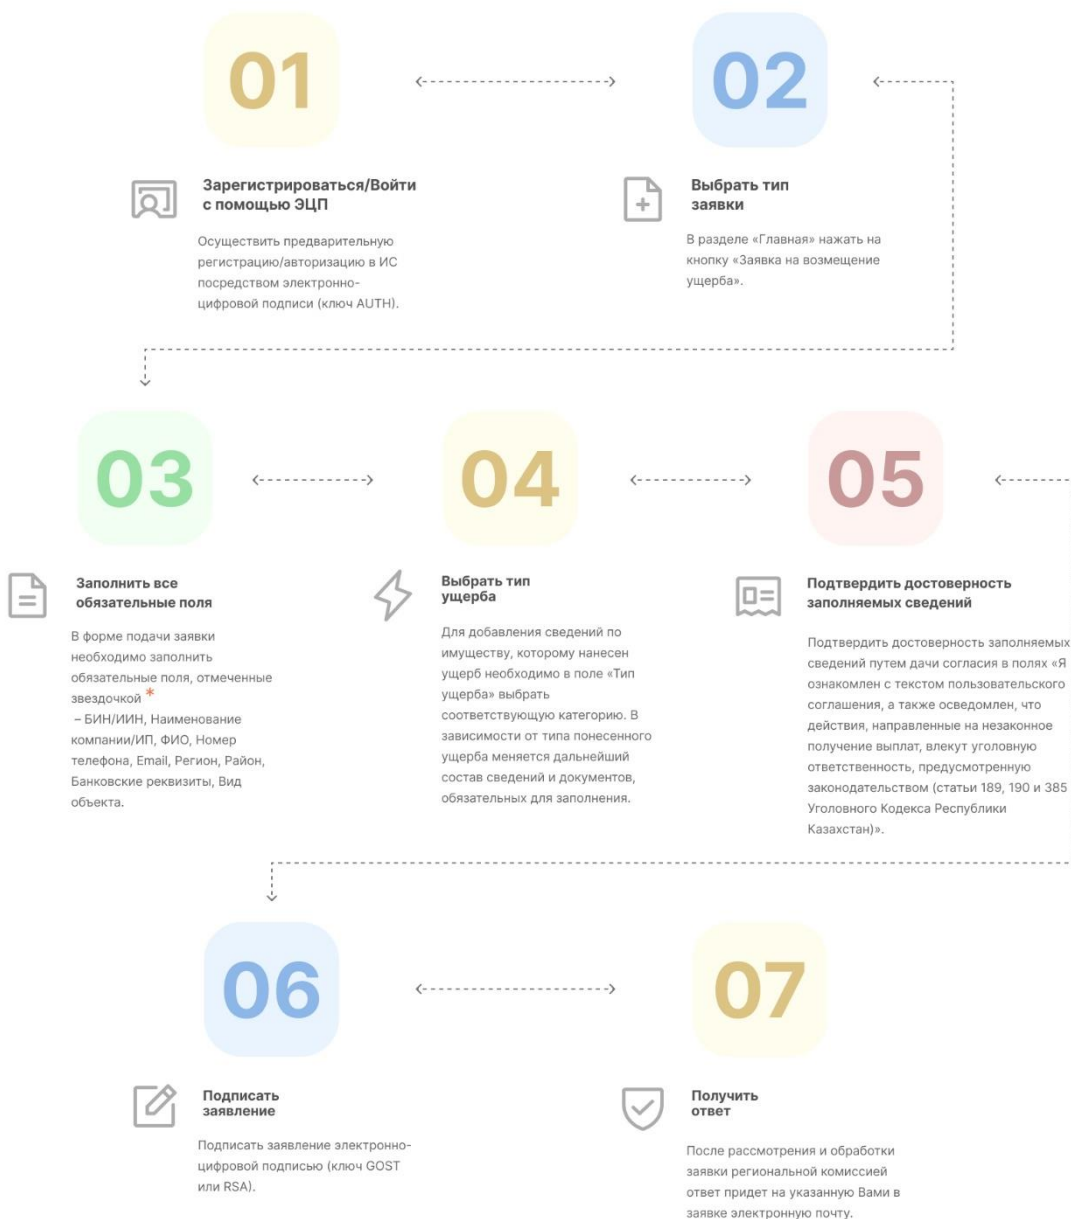 01
02
Зарегистрироваться/Войти
с помощью ЭЦП
Осуществить предварительную
регистрацию/авторизацию в ИС
посредством электронно-
цифровой подписи (ключ AUTH).
Выбрать тип
заявки
В разделе «Главная» нажать на
кнопку «Заявка на возмещение
ущерба».
03
04
05
Заполнить все
обязательные поля
В форме подачи заявки
необходимо заполнить
обязательные поля, отмеченные
звездочкой *
– БИН/ИИН, Наименование
компании/ИП, ФИО, Номер
телефона, Email, Регион, Район,
Банковские реквизиты, Вид
объекта.
Выбрать тип
ущерба
Для добавления сведений по
имуществу, которому нанесен
ущерб необходимо в поле «Тип
ущерба» выбрать
соответствующую категорию. В
зависимости от типа понесенного
ущерба меняется дальнейший
состав сведений и документов,
обязательных для заполнения.
Подтвердить достоверность
заполняемых сведений
Подтвердить достоверность заполняемых
сведений путем дачи согласия в полях «Я
ознакомлен с текстом пользовательского
соглашения, а также осведомлен, что
действия, направленные на незаконное
получение выплат, влекут уголовную
ответственность, предусмотренную
законодательством (статьи 189, 190 и 385
Уголовного Кодекса Республики
Казахстан)».
06
07
Подписать
заявление
Подписать заявление электронно-
цифровой подписью (ключ GOST
или RSA).
Получить
ответ
После рассмотрения и обработки
заявки региональной комиссией
ответ придет на указанную Вами в
заявке электронную почту.